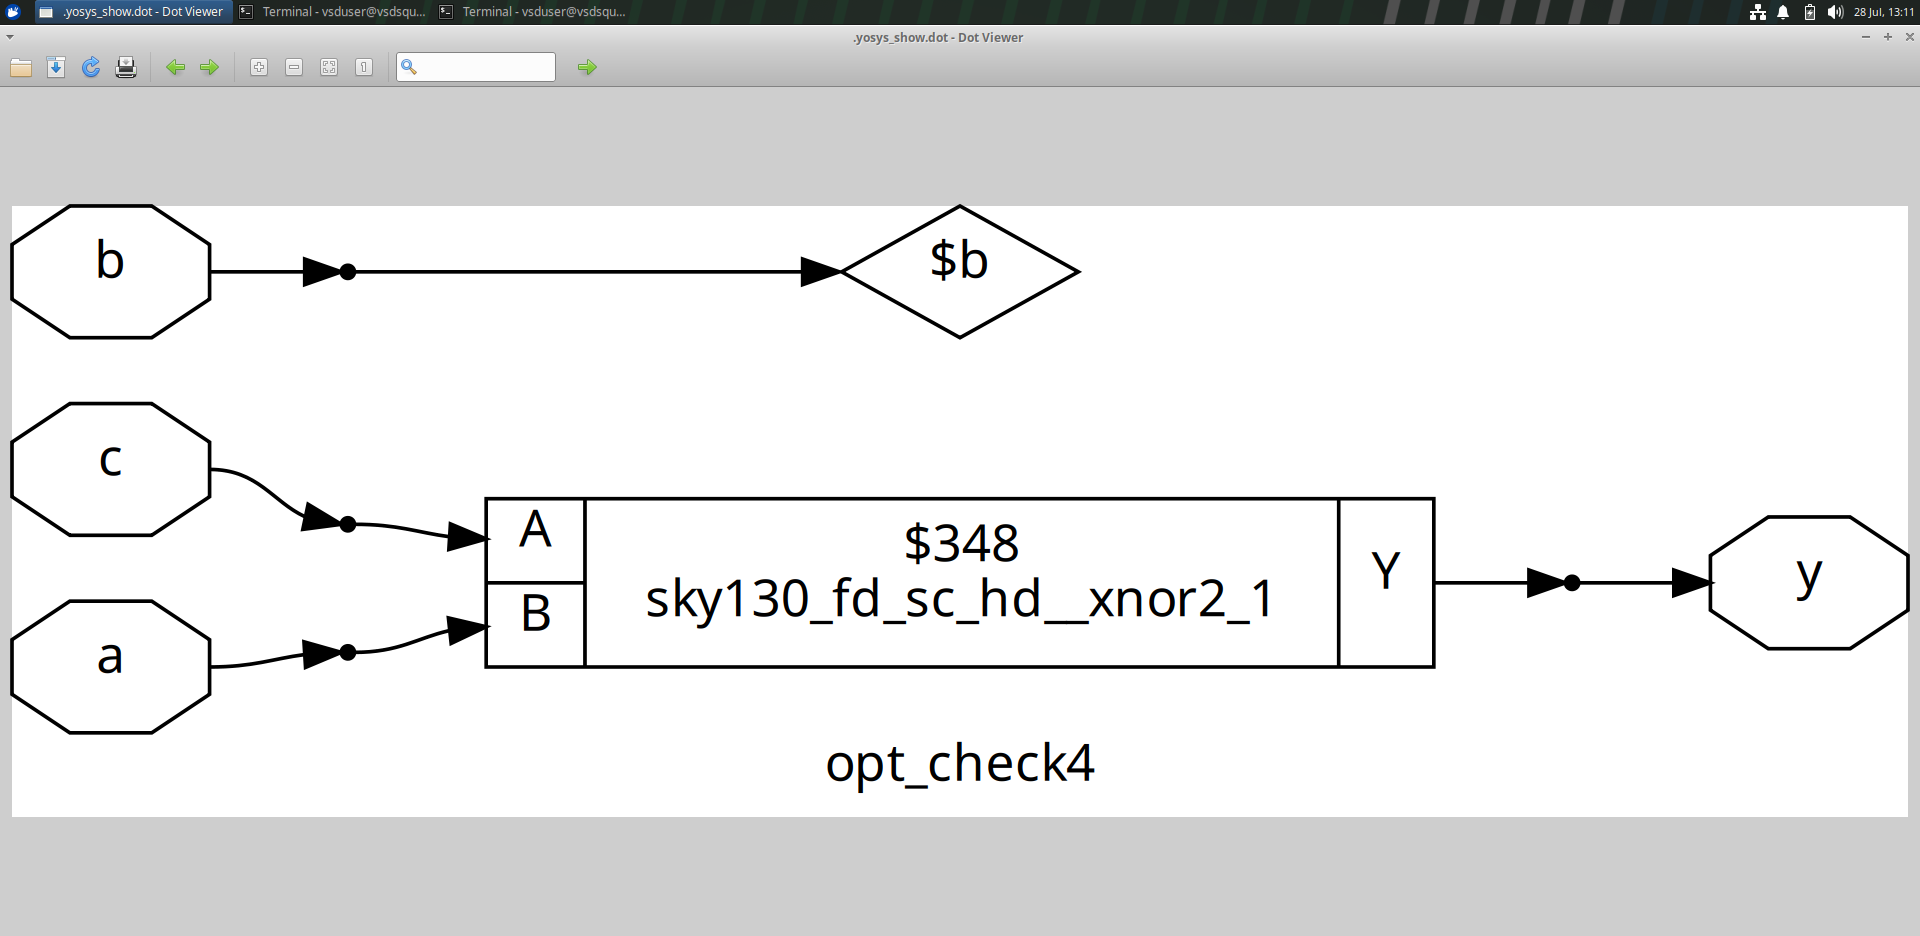 .yosys_show.dot - Dot Viewer
Terminal - vsduser@vsdsqu...
Terminal - vsduser@vsdsqu...
28 Jul, 13:11
.yosys_show.dot - Dot Viewer
b
$b
c
A
$348
Y
y
sky130_fd_sc_hd__xnor2_1
B
a
opt_check4